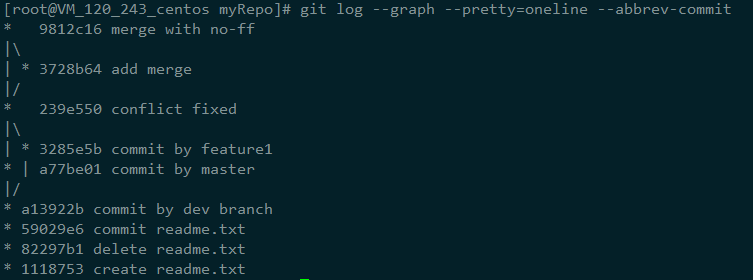 [root@VM_120_243_centos myRepo]# git log --graph --pretty=oneline --abbrev-commit
*   9812c16 merge with no-ff
|\
| * 3728b64 add merge
|/
*   239e550 conflict fixed
|\
| * 3285e5b commit by feature1
* | a77be01 commit by master
|/
* a13922b commit by dev branch
* 59029e6 commit readme.txt
* 82297b1 delete readme.txt
* 1118753 create readme.txt